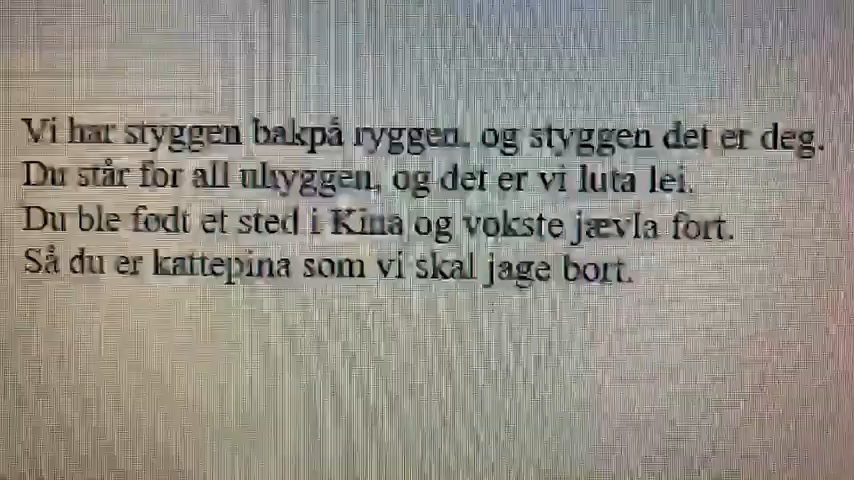 Vi har styggen bakpå ryggen, og styggen det er deg.
Du står for all uhyggen, og det er vi luta lei.
Du ble født et sted i Kina og vokste jævla fort.
Så du er kattepina som vi skal jage bort.